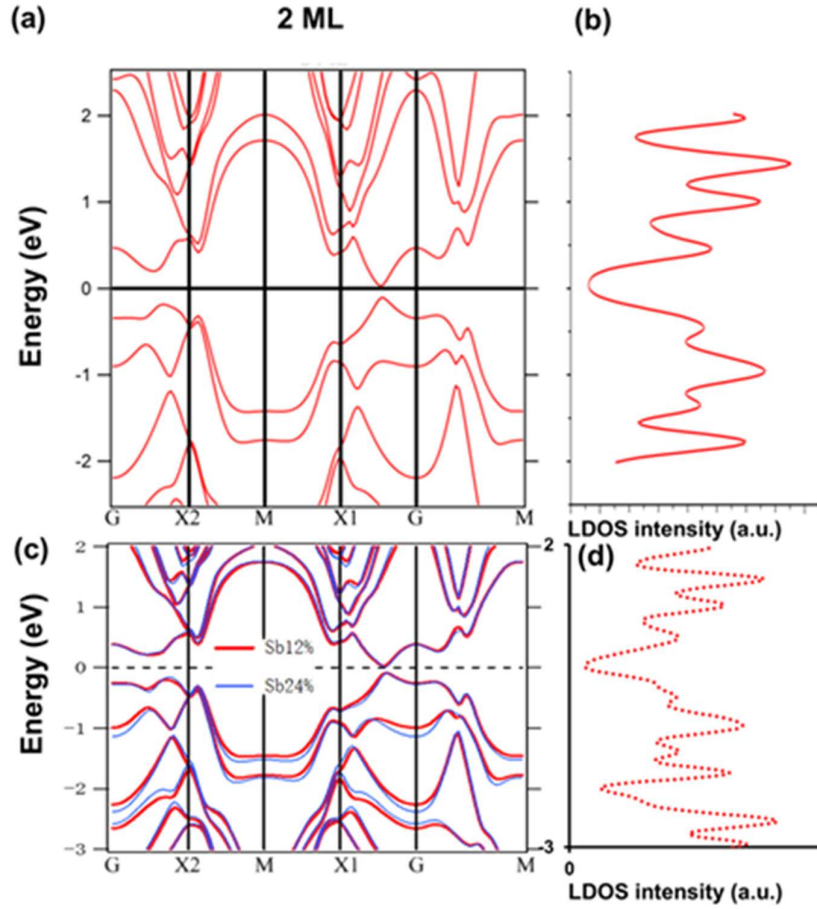 (a)
2 ML
(b)
Energy (eV)
2
1
0
-1
-2
G
X2
M
X1
G
M
LDOS intensity (a.u.)
(c)
(d)
Energy (eV)
2
1
0
−1
−2
−3
Sb12%
Sb24%
2
-3
G
X2
M
X1
G
M
0
LDOS intensity (a.u.)